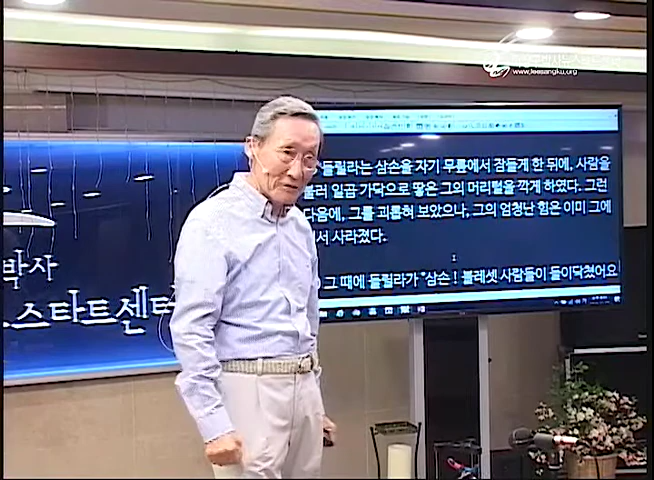 www.leesangku.org
들릴라는 삼손을 자기 무릎에서 잠들게 한 뒤에, 사람을
불러 일곱 가닥으로 땋은 그의 머리털을 깎게 하였다. 그런
다음에, 그를 괴롭혀 보았으나, 그의 엄청난 힘은 이미 그에
서 사라졌다.
그 때에 들릴라가 "삼손! 블레셋 사람들이 들이닥쳤어요
박사
스타트센터